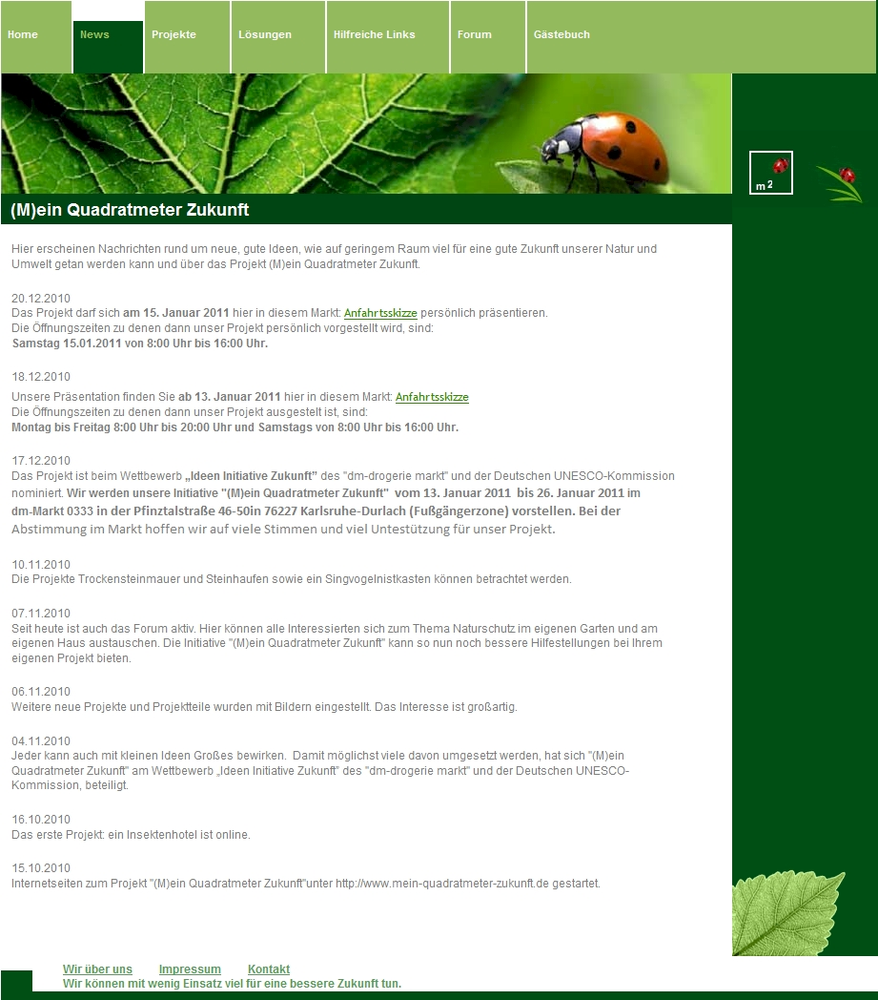 Home News Projekte Lösungen Hilfreiche Links Forum Gästebuch
m 2
(M)ein Quadratmeter Zukunft
Hier erscheinen Nachrichten rund um neue, gute Ideen, wie auf geringem Raum viel für eine gute Zukunft unserer Natur und
Umwelt getan werden kann und über das Projekt (M)ein Quadratmeter Zukunft.
20.12.2010
Das Projekt darf sich am 15. Januar 2011 hier in diesem Markt: Anfahrtsskizze persönlich präsentieren.
Die Öffnungszeiten zu denen dann unser Projekt persönlich vorgestellt wird, sind:
Samstag 15.01.2011 von 8:00 Uhr bis 16:00 Uhr.
18.12.2010
Unsere Präsentation finden Sie ab 13. Januar 2011 hier in diesem Markt: Anfahrtsskizze
Die Öffnungszeiten zu denen dann unser Projekt ausgestellt ist, sind:
Montag bis Freitag 8:00 Uhr bis 20:00 Uhr und Samstags von 8:00 Uhr bis 16:00 Uhr.
17.12.2010
Das Projekt ist beim Wettbewerb „Ideen Initiative Zukunft” des "dm-drogerie markt" und der Deutschen UNESCO-Kommission
nominiert. Wir werden unsere Initiative "(M)ein Quadratmeter Zukunft" vom 13. Januar 2011 bis 26. Januar 2011 im
dm-Markt 0333 in der Pfinztalstraße 46-50in 76227 Karlsruhe-Durlach (Fußgängerzone) vorstellen. Bei der
Abstimmung im Markt hoffen wir auf viele Stimmen und viel Untestützung für unser Projekt.
10.11.2010
Die Projekte Trockensteinmauer und Steinhaufen sowie ein Singvogelnistkasten können betrachtet werden.
07.11.2010
Seit heute ist auch das Forum aktiv. Hier können alle Interessierten sich zum Thema Naturschutz im eigenen Garten und am
eigenen Haus austauschen. Die Initiative "(M)ein Quadratmeter Zukunft" kann so nun noch bessere Hilfestellungen bei Ihrem
eigenen Projekt bieten.
06.11.2010
Weitere neue Projekte und Projektteile wurden mit Bildern eingestellt. Das Interesse ist großartig.
04.11.2010
Jeder kann auch mit kleinen Ideen Großes bewirken. Damit möglichst viele davon umgesetzt werden, hat sich "(M)ein
Quadratmeter Zukunft" am Wettbewerb „Ideen Initiative Zukunft” des "dm-drogerie markt" und der Deutschen UNESCO-
Kommission, beteiligt.
16.10.2010
Das erste Projekt: ein Insektenhotel ist online.
15.10.2010
Internetseiten zum Projekt "(M)ein Quadratmeter Zukunft"unter http://www.mein-quadratmeter-zukunft.de gestartet.
Wir über uns Impressum Kontakt
Wir können mit wenig Einsatz viel für eine bessere Zukunft tun.